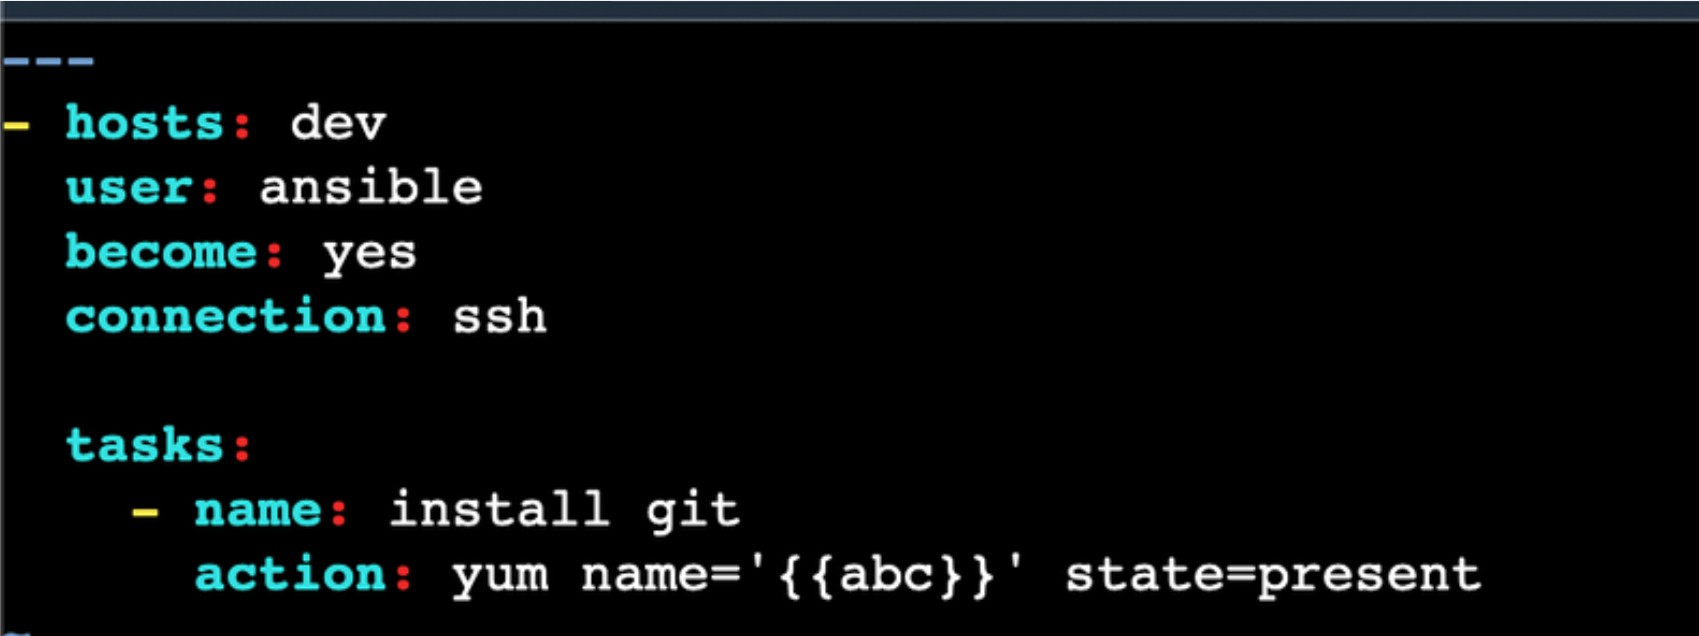 ---
- hosts: dev
  user: ansible
  become: yes
  connection: ssh

  tasks:
    - name: install git
      action: yum name='{{abc}}' state=present
~